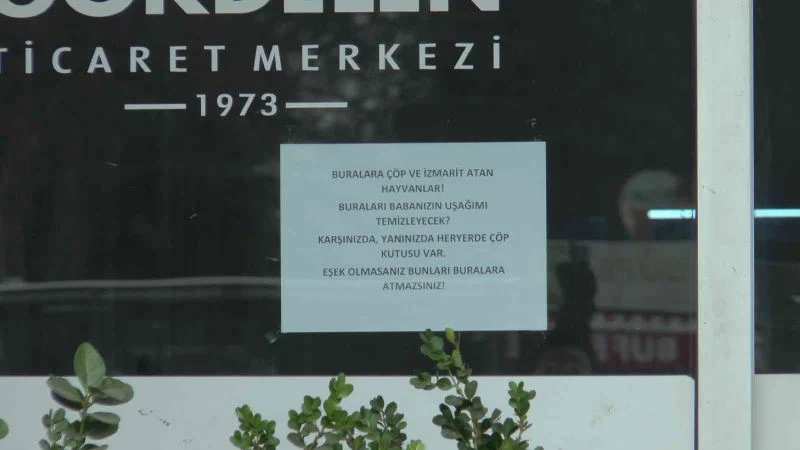 TİCARET MERKEZİ
1973
BURALARA ÇÖP VE İZMARİT ATAN
HAYVANLAR!
BURALARI BABANIZIN UŞAĞIMI
TEMİZLEYECEK?
KARŞINIZDA, YANINIZDA HERYERDE ÇÖP
KUTUSU VAR.
EŞEK OLMASANIZ BUNLARI BURALARA
ATMAZSINIZ!